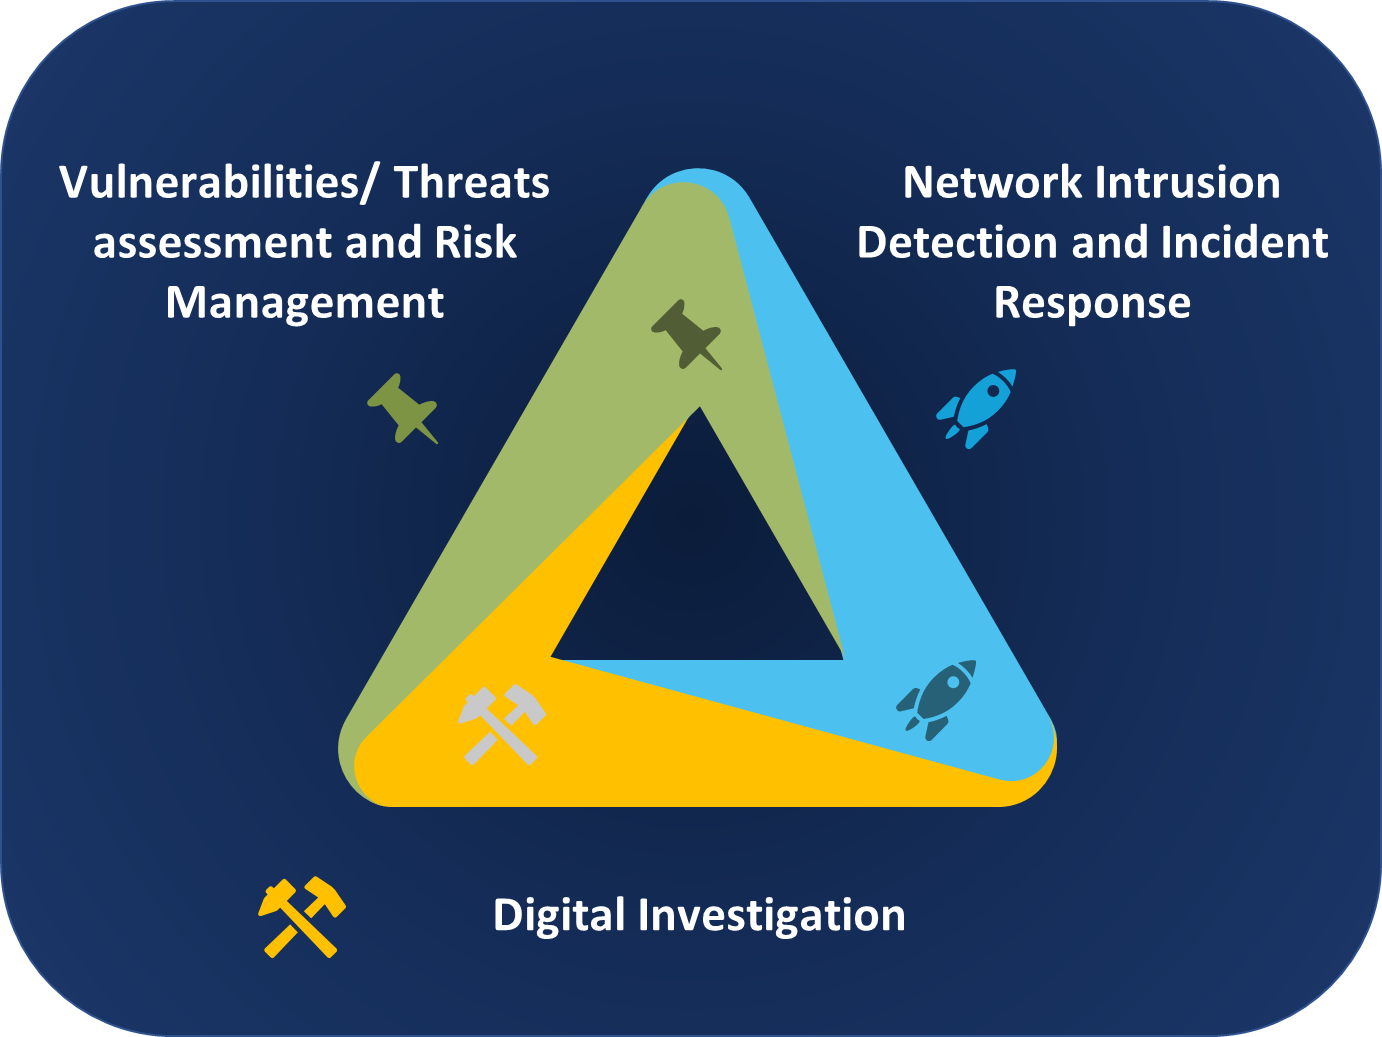 Vulnerabilities/ Threats
assessment and Risk
Management
Network Intrusion
Detection and Incident
Response
Digital Investigation